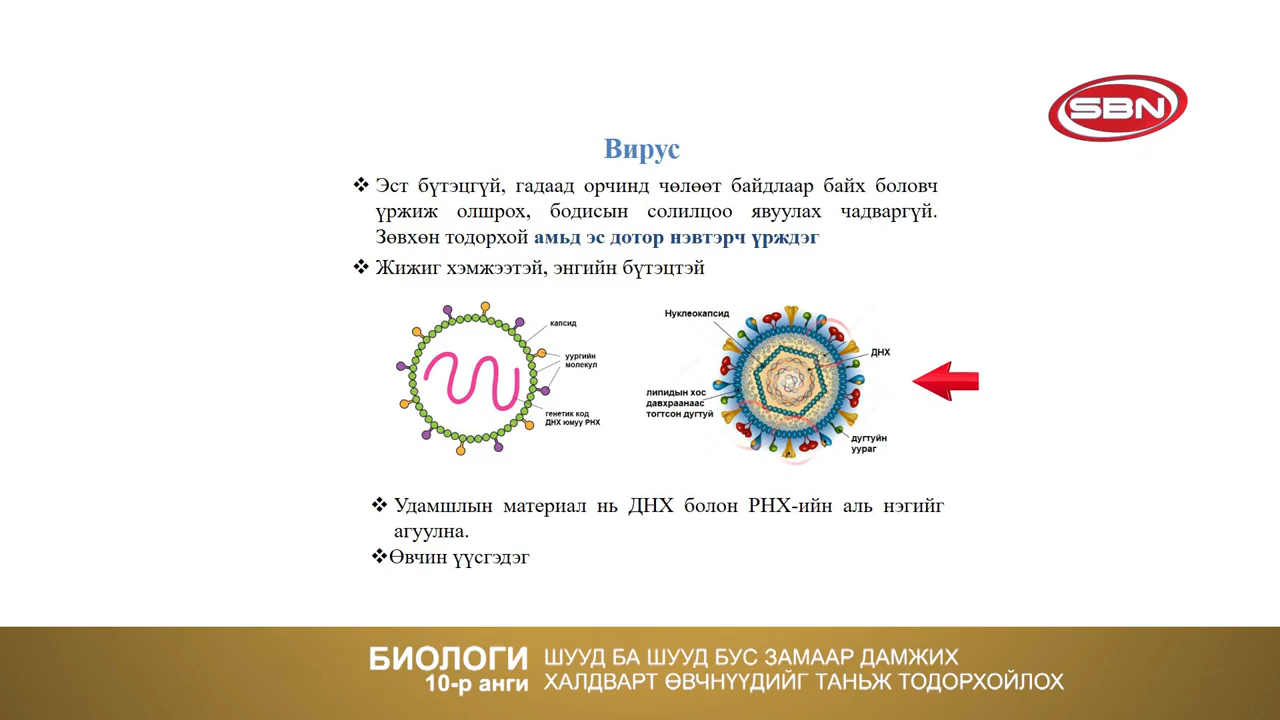 SBN
Вирус
❖ Эст бүтэцгүй, гадаад орчинд чөлөөт байдлаар байх боловч
үржиж олшрох, бодисын солилцоо явуулах чадваргүй.
Зөвхөн тодорхой амьд эс дотор нэвтэрч үрждэг
❖ Жижиг хэмжээтэй, энгийн бүтэцтэй
капсид
уургийн
молекул
генетик код
ДНХ юмуу РНХ
Нуклеокапсид
ДНХ
липидын хос
давхраанаас
тогтсон дугтуй
дугтуйн
уураг
❖ Удамшлын материал нь ДНХ болон РНХ-ийн аль нэгийг
агуулна.
❖Өвчин үүсгэдэг
БИОЛОГИ
10-р анги
ШУУД БА ШУУД БУС ЗАМААР ДАМЖИХ
ХАЛДВАРТ ӨВЧНҮҮДИЙГ ТАНЬЖ ТОДОРХОЙЛОХ